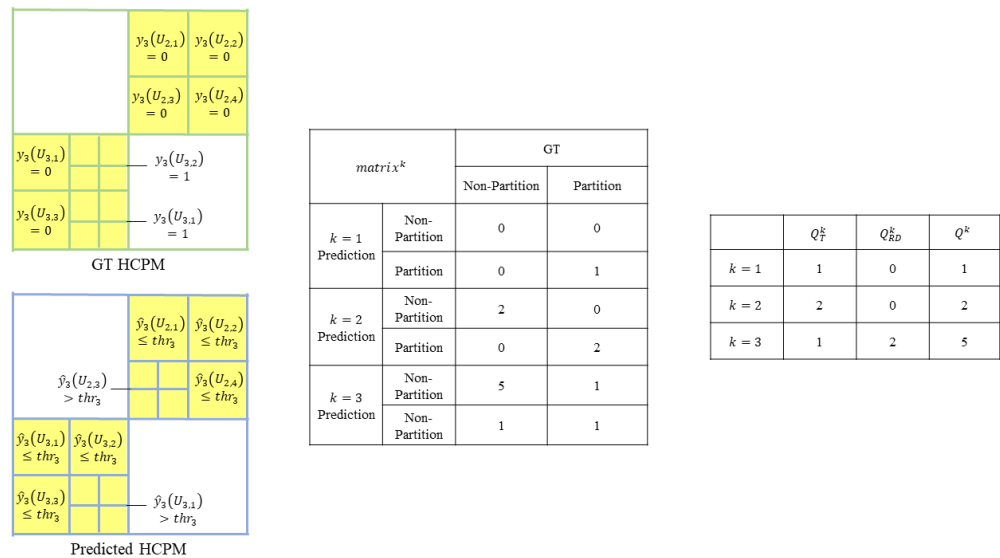 y₃(U₂,₁) y₃(U₂,₂)
= 0 = 0
y₃(U₂,₃) y₃(U₂,₄)
= 0 = 0
y₃(U₃,₁) y₃(U₃,₂)
= 0 = 1
y₃(U₃,₃) y₃(U₃,₁)
= 0 = 1
GT HCPM
ŷ₃(U₂,₁) ŷ₃(U₂,₂)
≤ thr₃ ≤ thr₃
ŷ₃(U₂,₃) ŷ₃(U₂,₄)
> thr₃ ≤ thr₃
ŷ₃(U₃,₁) ŷ₃(U₃,₂)
≤ thr₃ ≤ thr₃
ŷ₃(U₃,₃) ŷ₃(U₃,₁)
≤ thr₃ > thr₃
Predicted HCPM
matrixᵏ GT
Non-Partition Partition
k = 1
Prediction
Non-
Partition 0 0
Partition 0 1
k = 2
Prediction
Non-
Partition 2 0
Partition 0 2
k = 3
Prediction
Non-
Partition 5 1
Non-
Partition 1 1
Q_T^k Q_RD^k Q^k
k = 1 1 0 1
k = 2 2 0 2
k = 3 1 2 5